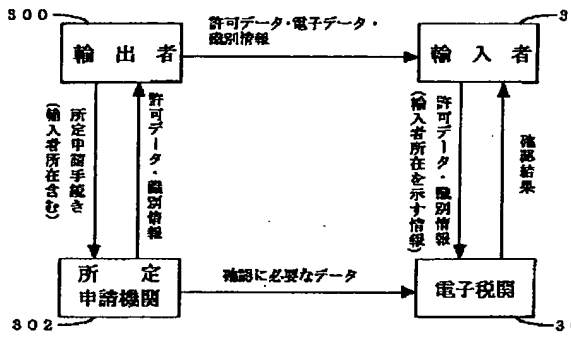 300
輸出者
許可データ・電子データ・
識別情報
輸入者
所定申請手続き
(輸入者所在含む)
許可データ・識別情報
許可データ・識別情報
(輸入者所在を示す情報)
確認結果
所定
申請機関
確認に必要なデータ
電子税関
302